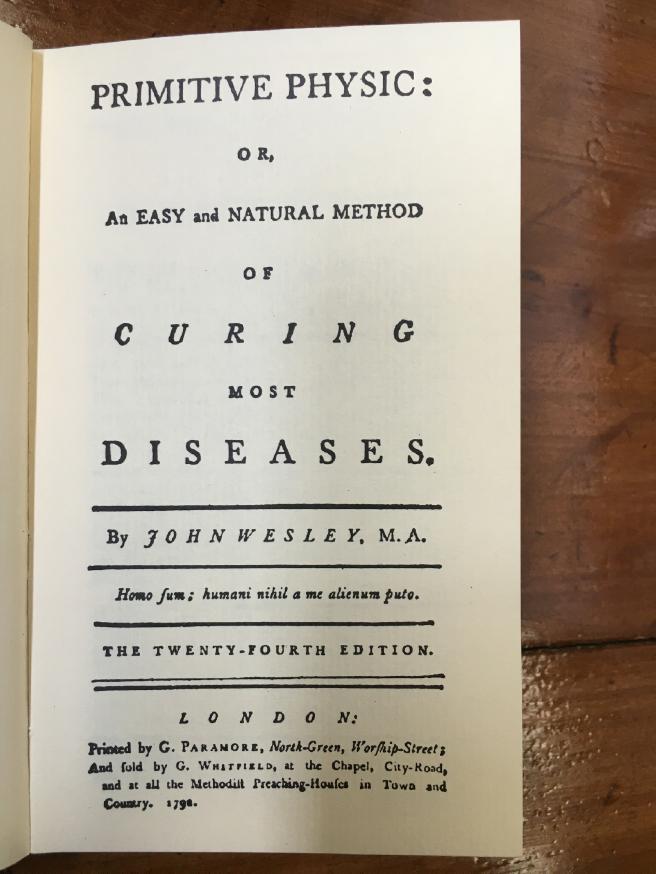 PRIMITIVE PHYSIC:
OR,
An EASY and NATURAL METHOD
OF
CURING
MOST
DISEASES.
By JOHN WESLEY, M.A.
Homo ſum; humani nihil a me alienum puto.
THE TWENTY-FOURTH EDITION.
LONDON:
Printed by G. PARAMORE, North-Green, Worſhip-Street;
And ſold by G. WHITFIELD, at the Chapel, City-Road,
and at all the Methodiſt Preaching-Houſes in Town and
Country. 1792.